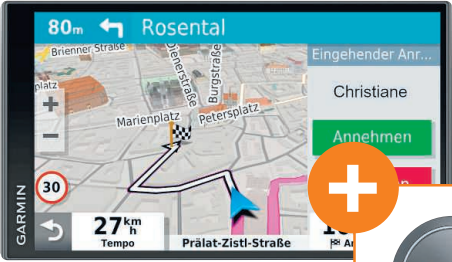 80m Rosental
Brienner Straße
Dienerstraße
Burgstraße
Eingehender Anr...
platz
Christiane
Marienplatz
Petersplatz
Annehmen
30
GARMIN
27 km/h
Tempo
Prälat-Zistl-Straße